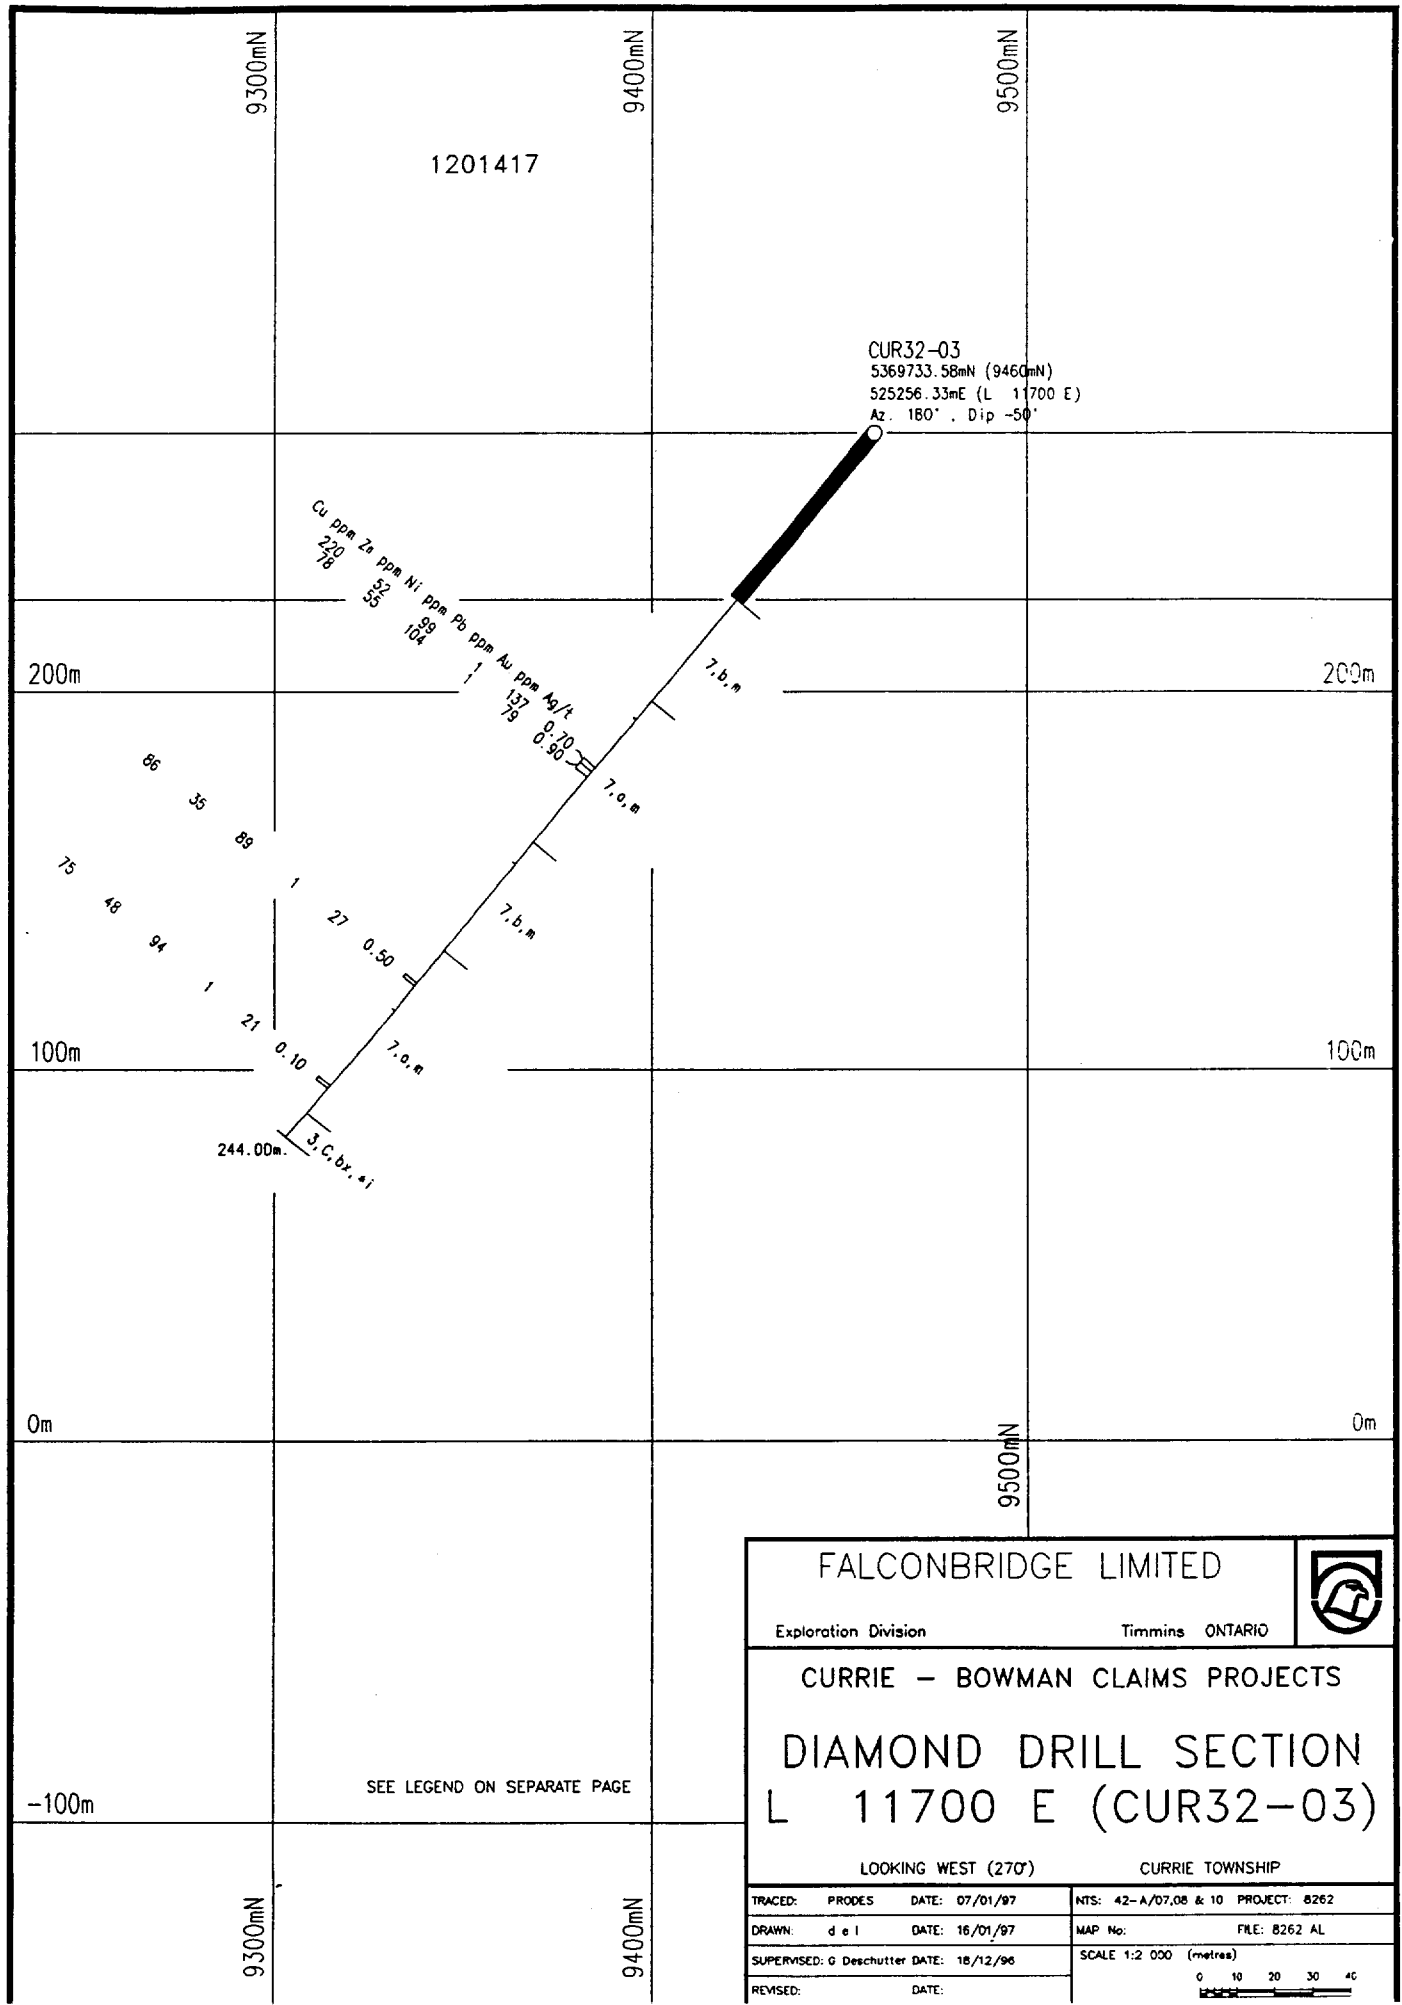 9300mN
9400mN
9500mN
1201417
CUR32-03
5369733.58mN (9460mN)
525256.33mE (L 11700 E)
Az. 180° , Dip -50°
Cu ppm Zn ppm Ni ppm Pb ppm Au ppm Ag/t
220 52 99 1 137 0.70
78 55 104 1 79 0.90
200m
200m
7,b,m
7,a,m
86 35 89 1 27 0.50
7,b,m
75 48 94 1 21 0.10
100m
100m
7,a,m
244.00m.
3,C,bx,si
0m
0m
9500mN
-100m
SEE LEGEND ON SEPARATE PAGE
9300mN
9400mN
FALCONBRIDGE LIMITED
Exploration Division Timmins ONTARIO
CURRIE - BOWMAN CLAIMS PROJECTS
DIAMOND DRILL SECTION
L 11700 E (CUR32-03)
LOOKING WEST (270°) CURRIE TOWNSHIP
TRACED: PRODES DATE: 07/01/97 NTS: 42-A/07,08 & 10 PROJECT: 8262
DRAWN: d e l DATE: 16/01/97 MAP No: FILE: 8262 AL
SUPERVISED: G Deschutter DATE: 18/12/96 SCALE 1:2 000 (metres)
0 10 20 30 40
REVISED: DATE: